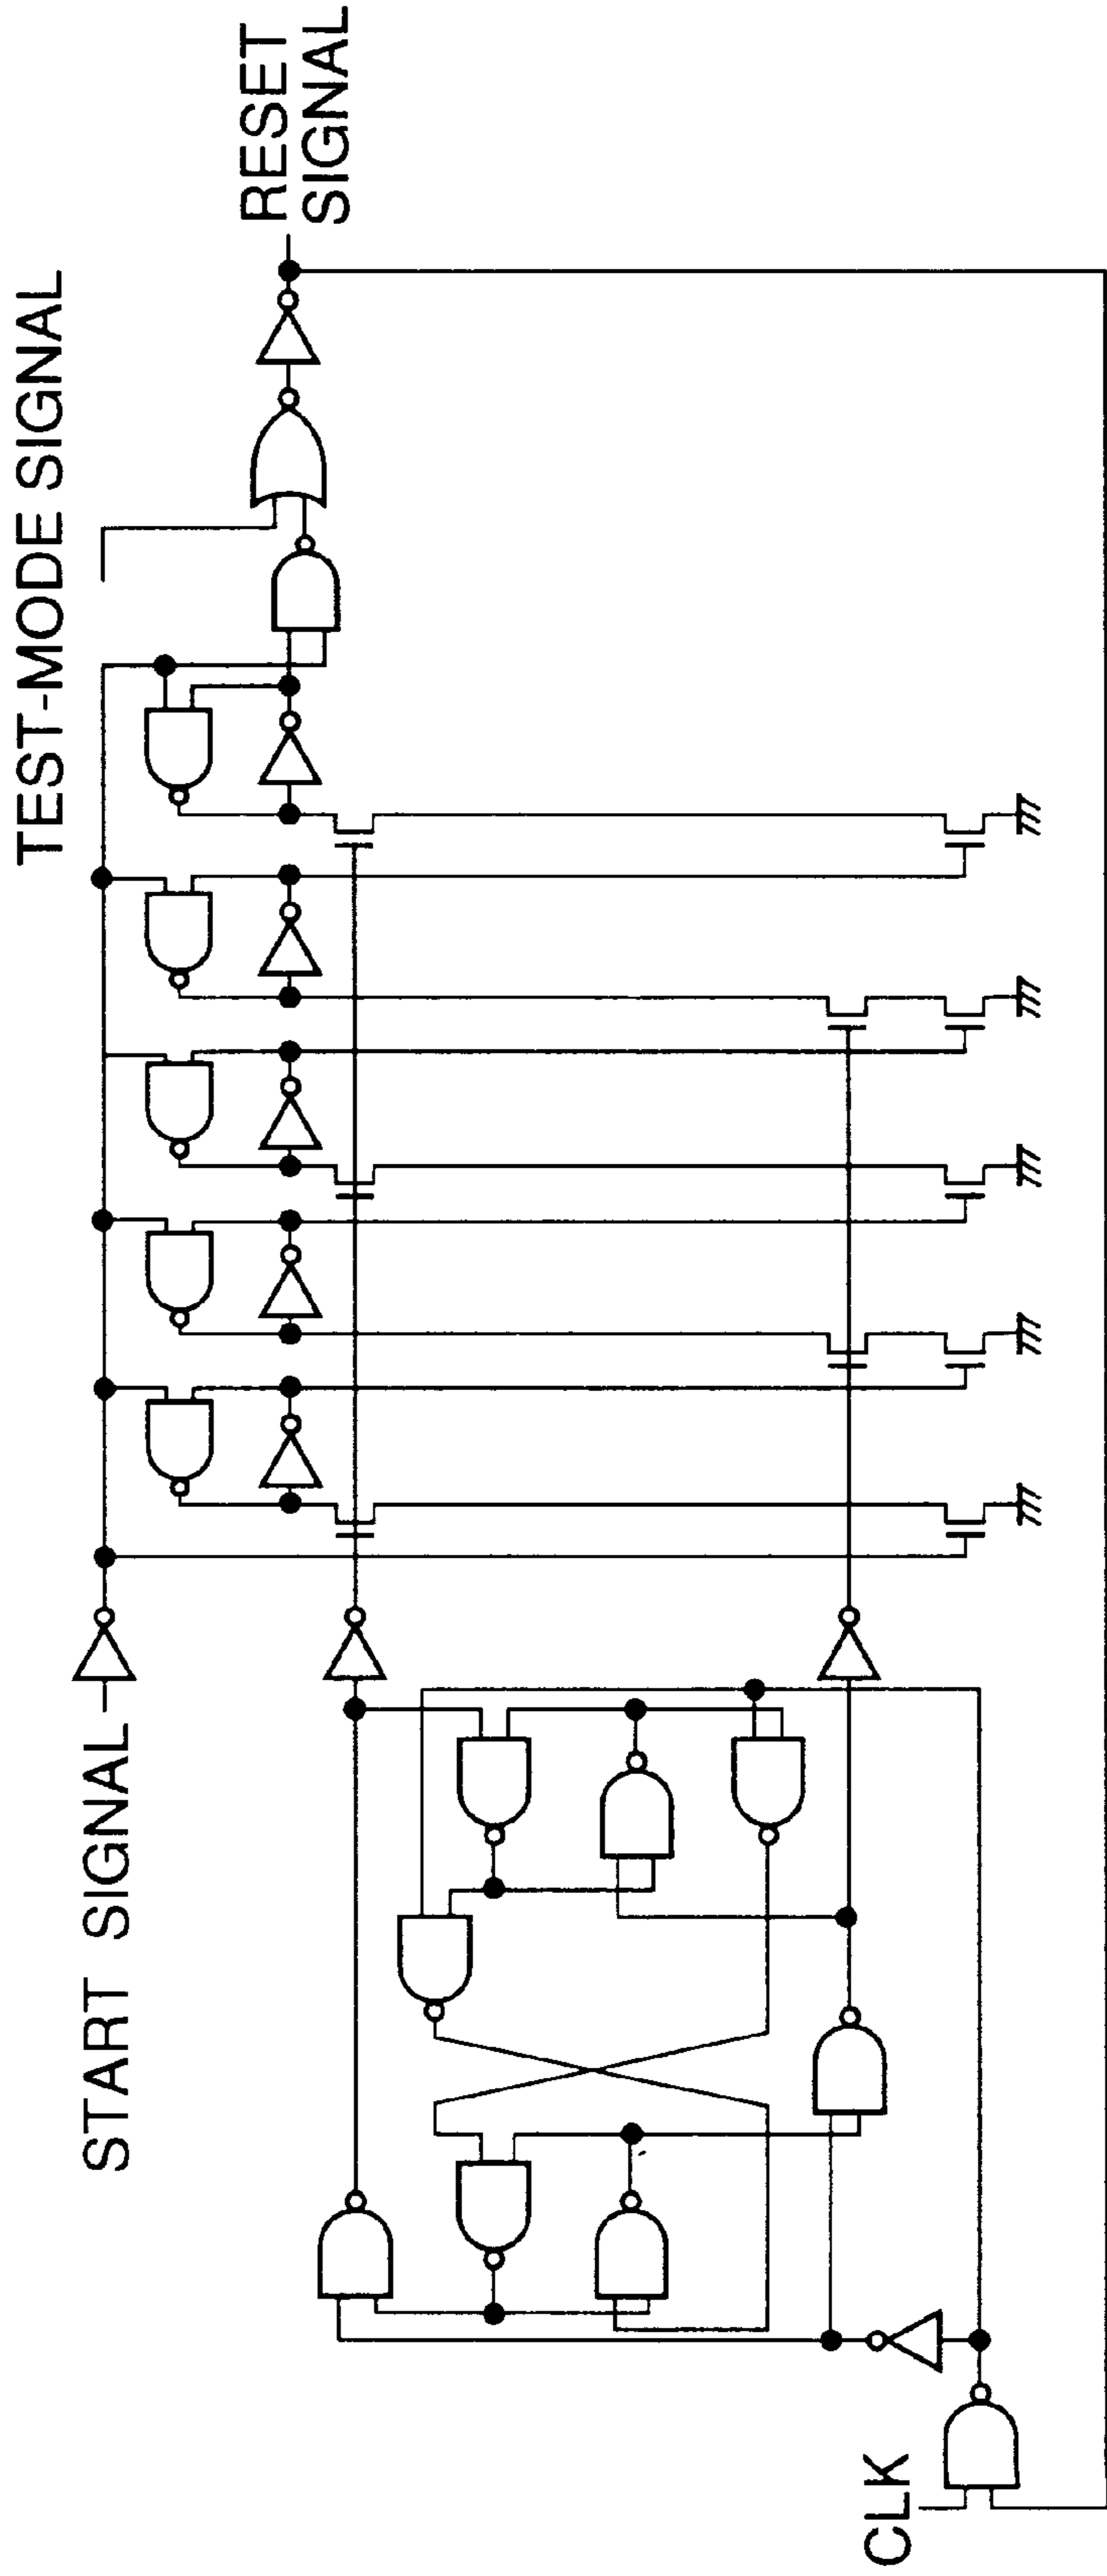 START SIGNAL
TEST-MODE SIGNAL
RESET
SIGNAL
CLK